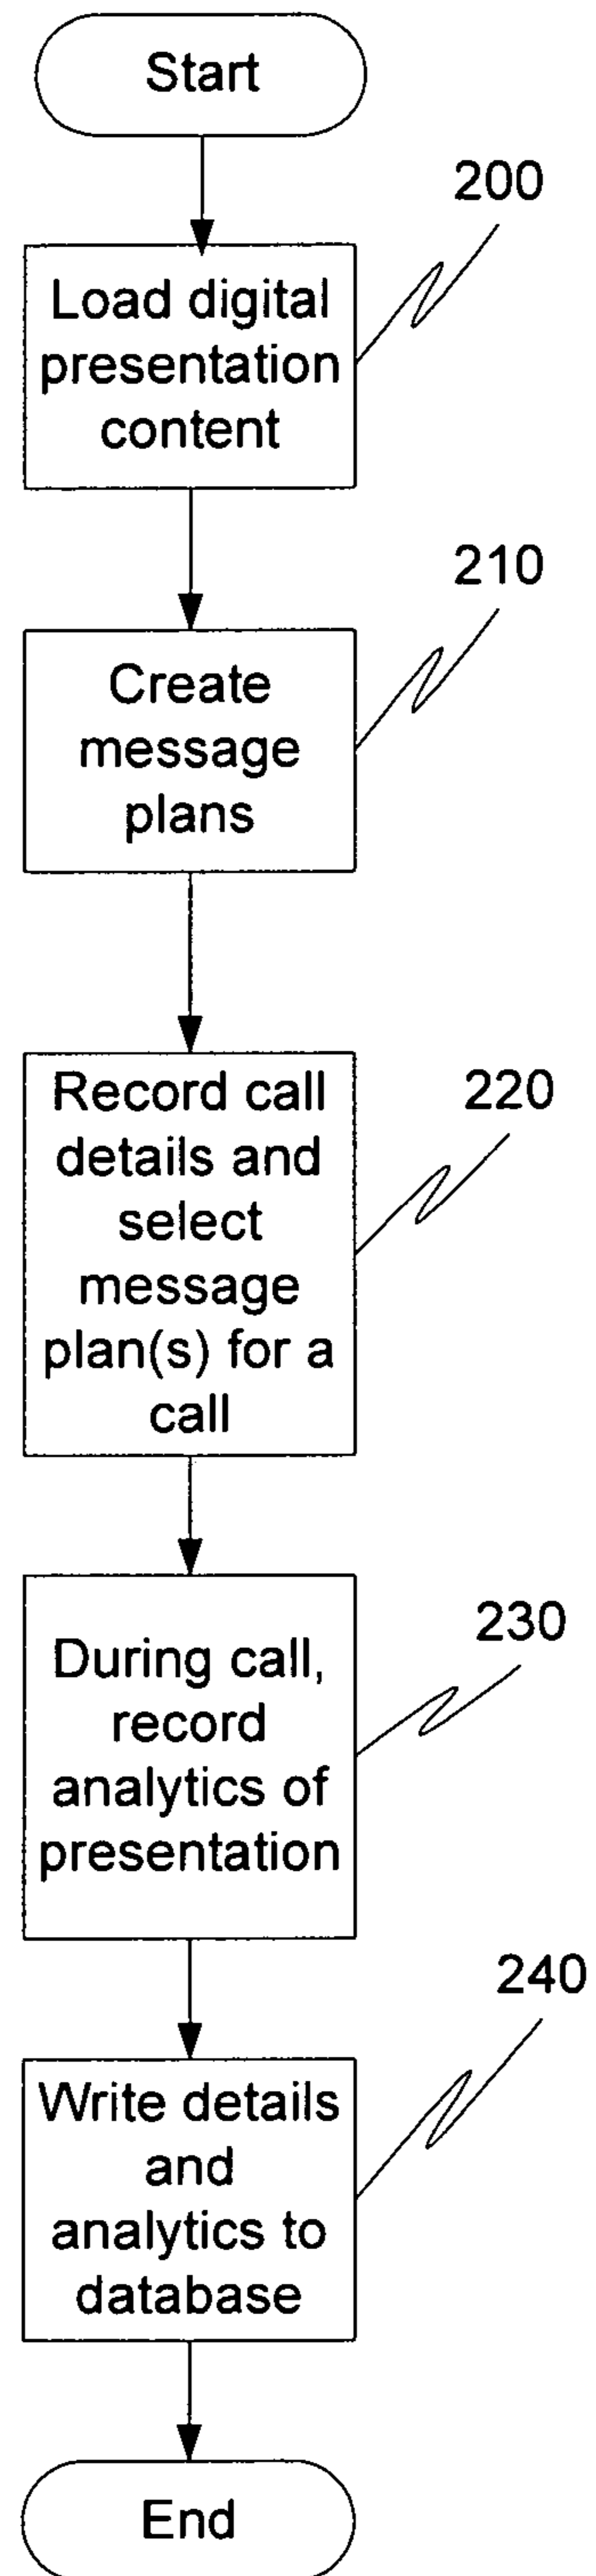 Start
200
Load digital
presentation
content
210
Create
message
plans
220
Record call
details and
select
message
plan(s) for a
call
230
During call,
record
analytics of
presentation
240
Write details
and
analytics to
database
End